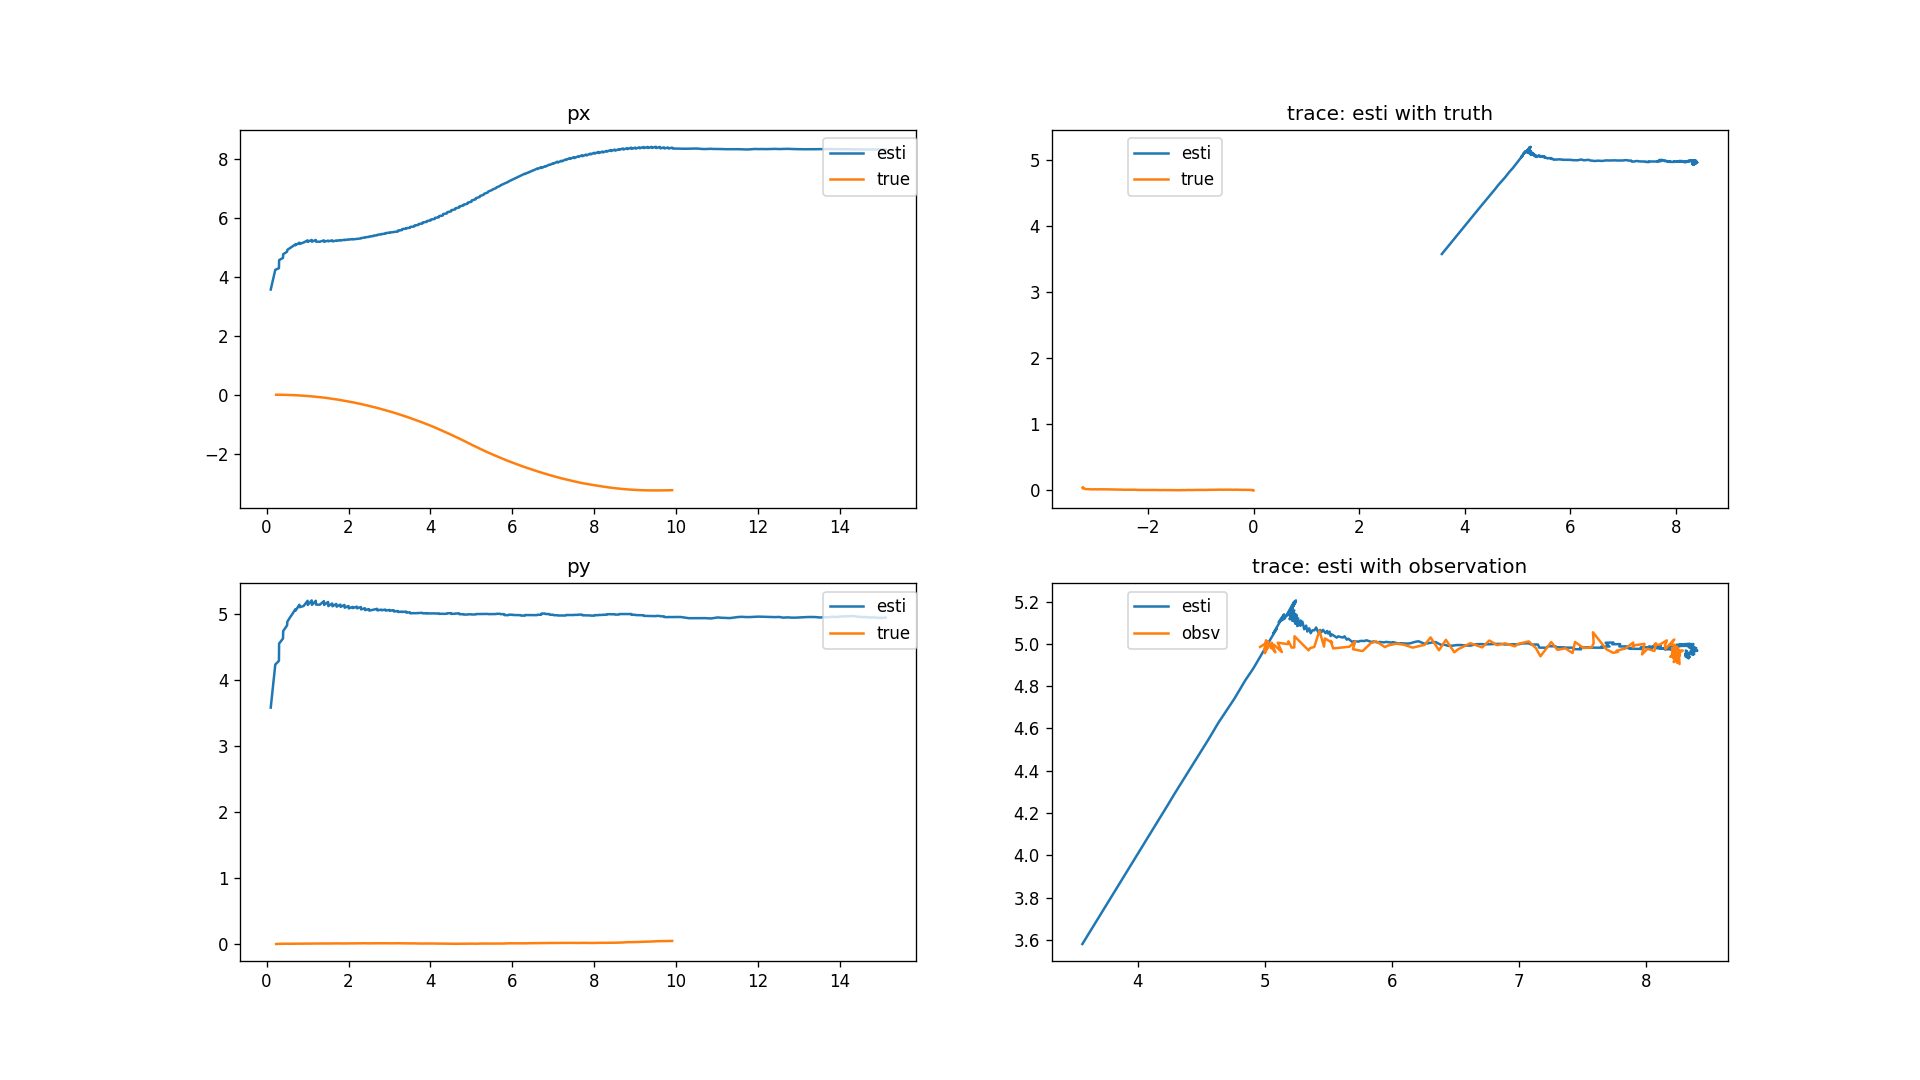 px
8
6
4
2
0
−2
0 2 4 6 8 10 12 14
esti
true
trace: esti with truth
5
4
3
2
1
0
−2 0 2 4 6 8
esti
true
py
5
4
3
2
1
0
0 2 4 6 8 10 12 14
esti
true
trace: esti with observation
5.2
5.0
4.8
4.6
4.4
4.2
4.0
3.8
3.6
4 5 6 7 8
esti
obsv